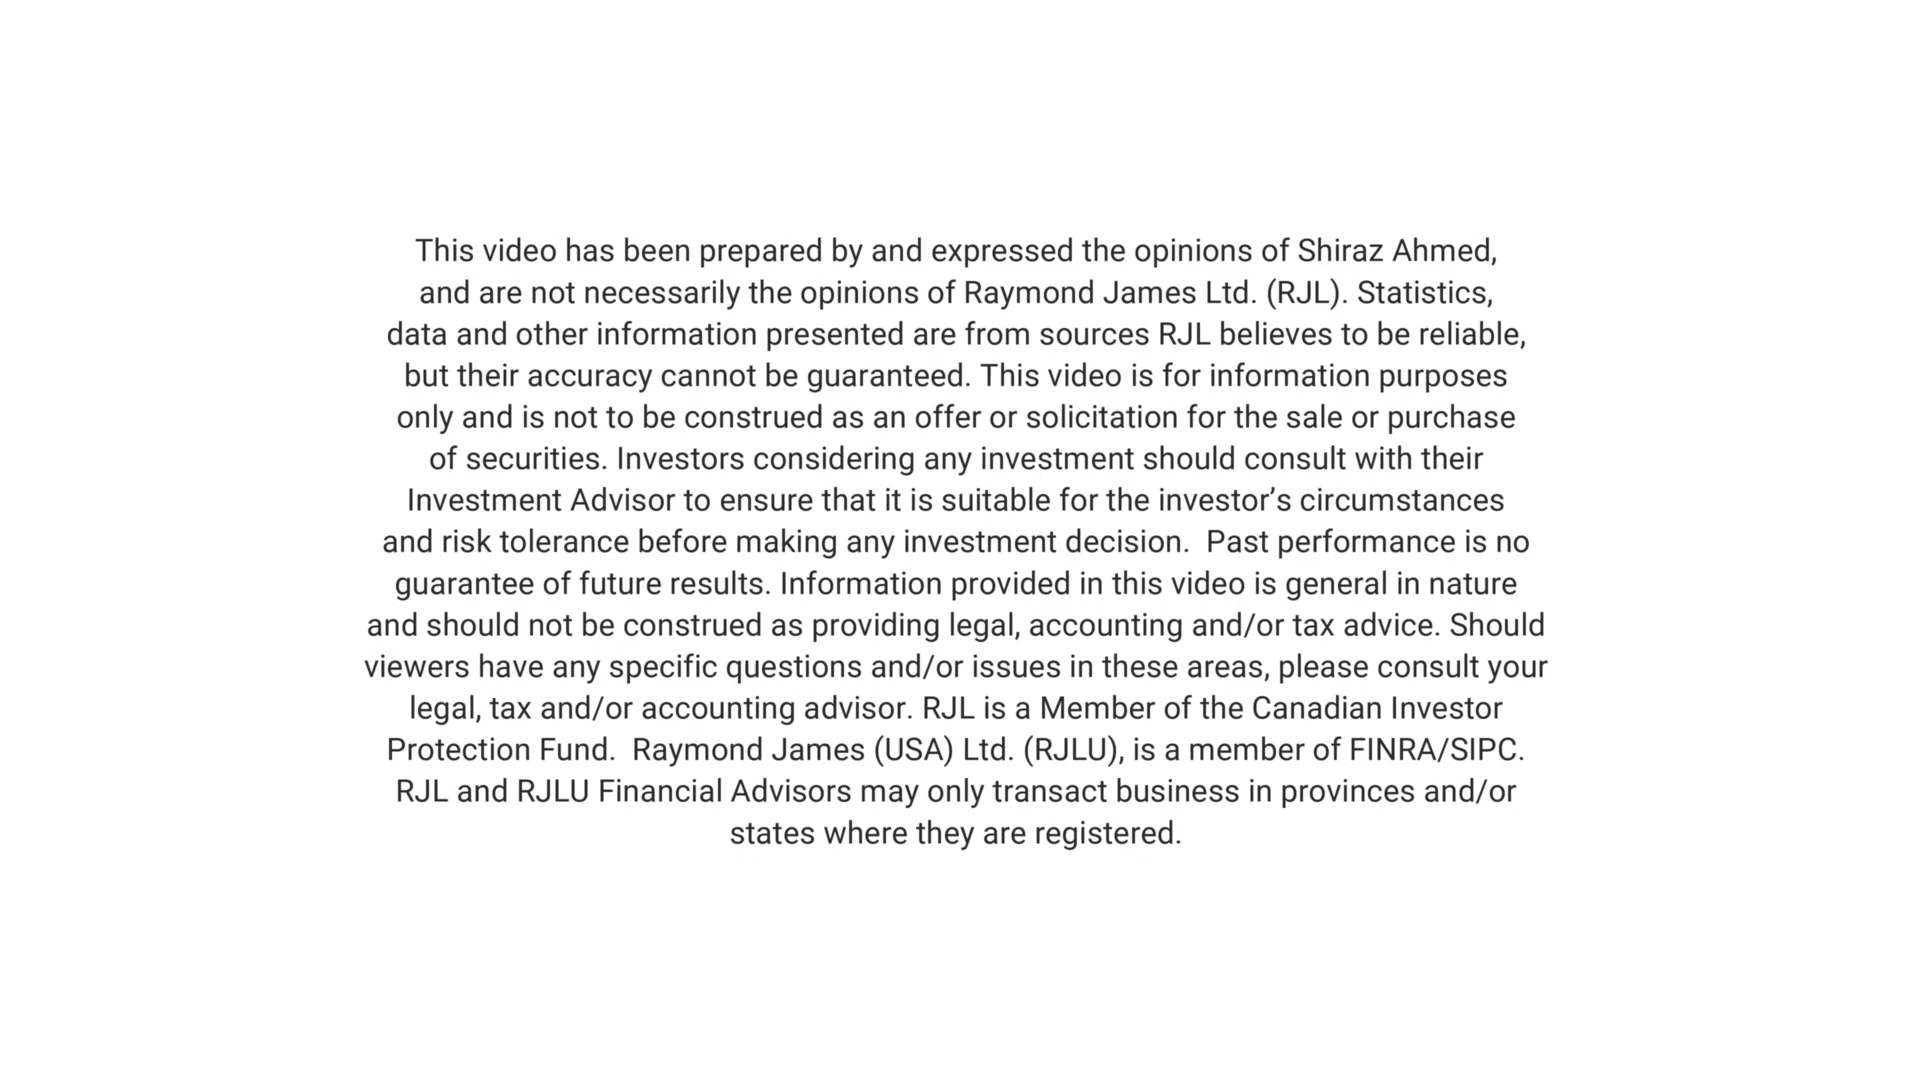 This video has been prepared by and expressed the opinions of Shiraz Ahmed,
and are not necessarily the opinions of Raymond James Ltd. (RJL). Statistics,
data and other information presented are from sources RJL believes to be reliable,
but their accuracy cannot be guaranteed. This video is for information purposes
only and is not to be construed as an offer or solicitation for the sale or purchase
of securities. Investors considering any investment should consult with their
Investment Advisor to ensure that it is suitable for the investor’s circumstances
and risk tolerance before making any investment decision.  Past performance is no
guarantee of future results. Information provided in this video is general in nature
and should not be construed as providing legal, accounting and/or tax advice. Should
viewers have any specific questions and/or issues in these areas, please consult your
legal, tax and/or accounting advisor. RJL is a Member of the Canadian Investor
Protection Fund.  Raymond James (USA) Ltd. (RJLU), is a member of FINRA/SIPC.
RJL and RJLU Financial Advisors may only transact business in provinces and/or
states where they are registered.